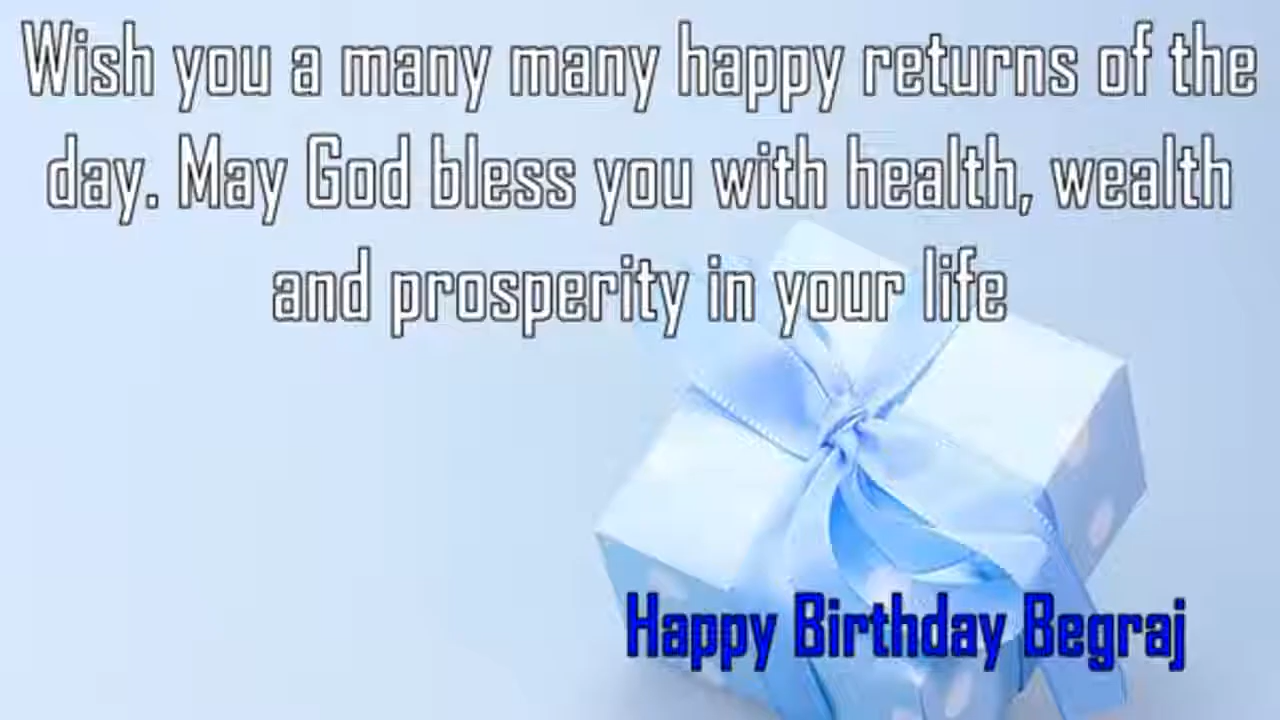 Wish you a many many happy returns of the
day. May God bless you with health, wealth
and prosperity in your life
Happy Birthday Begraj